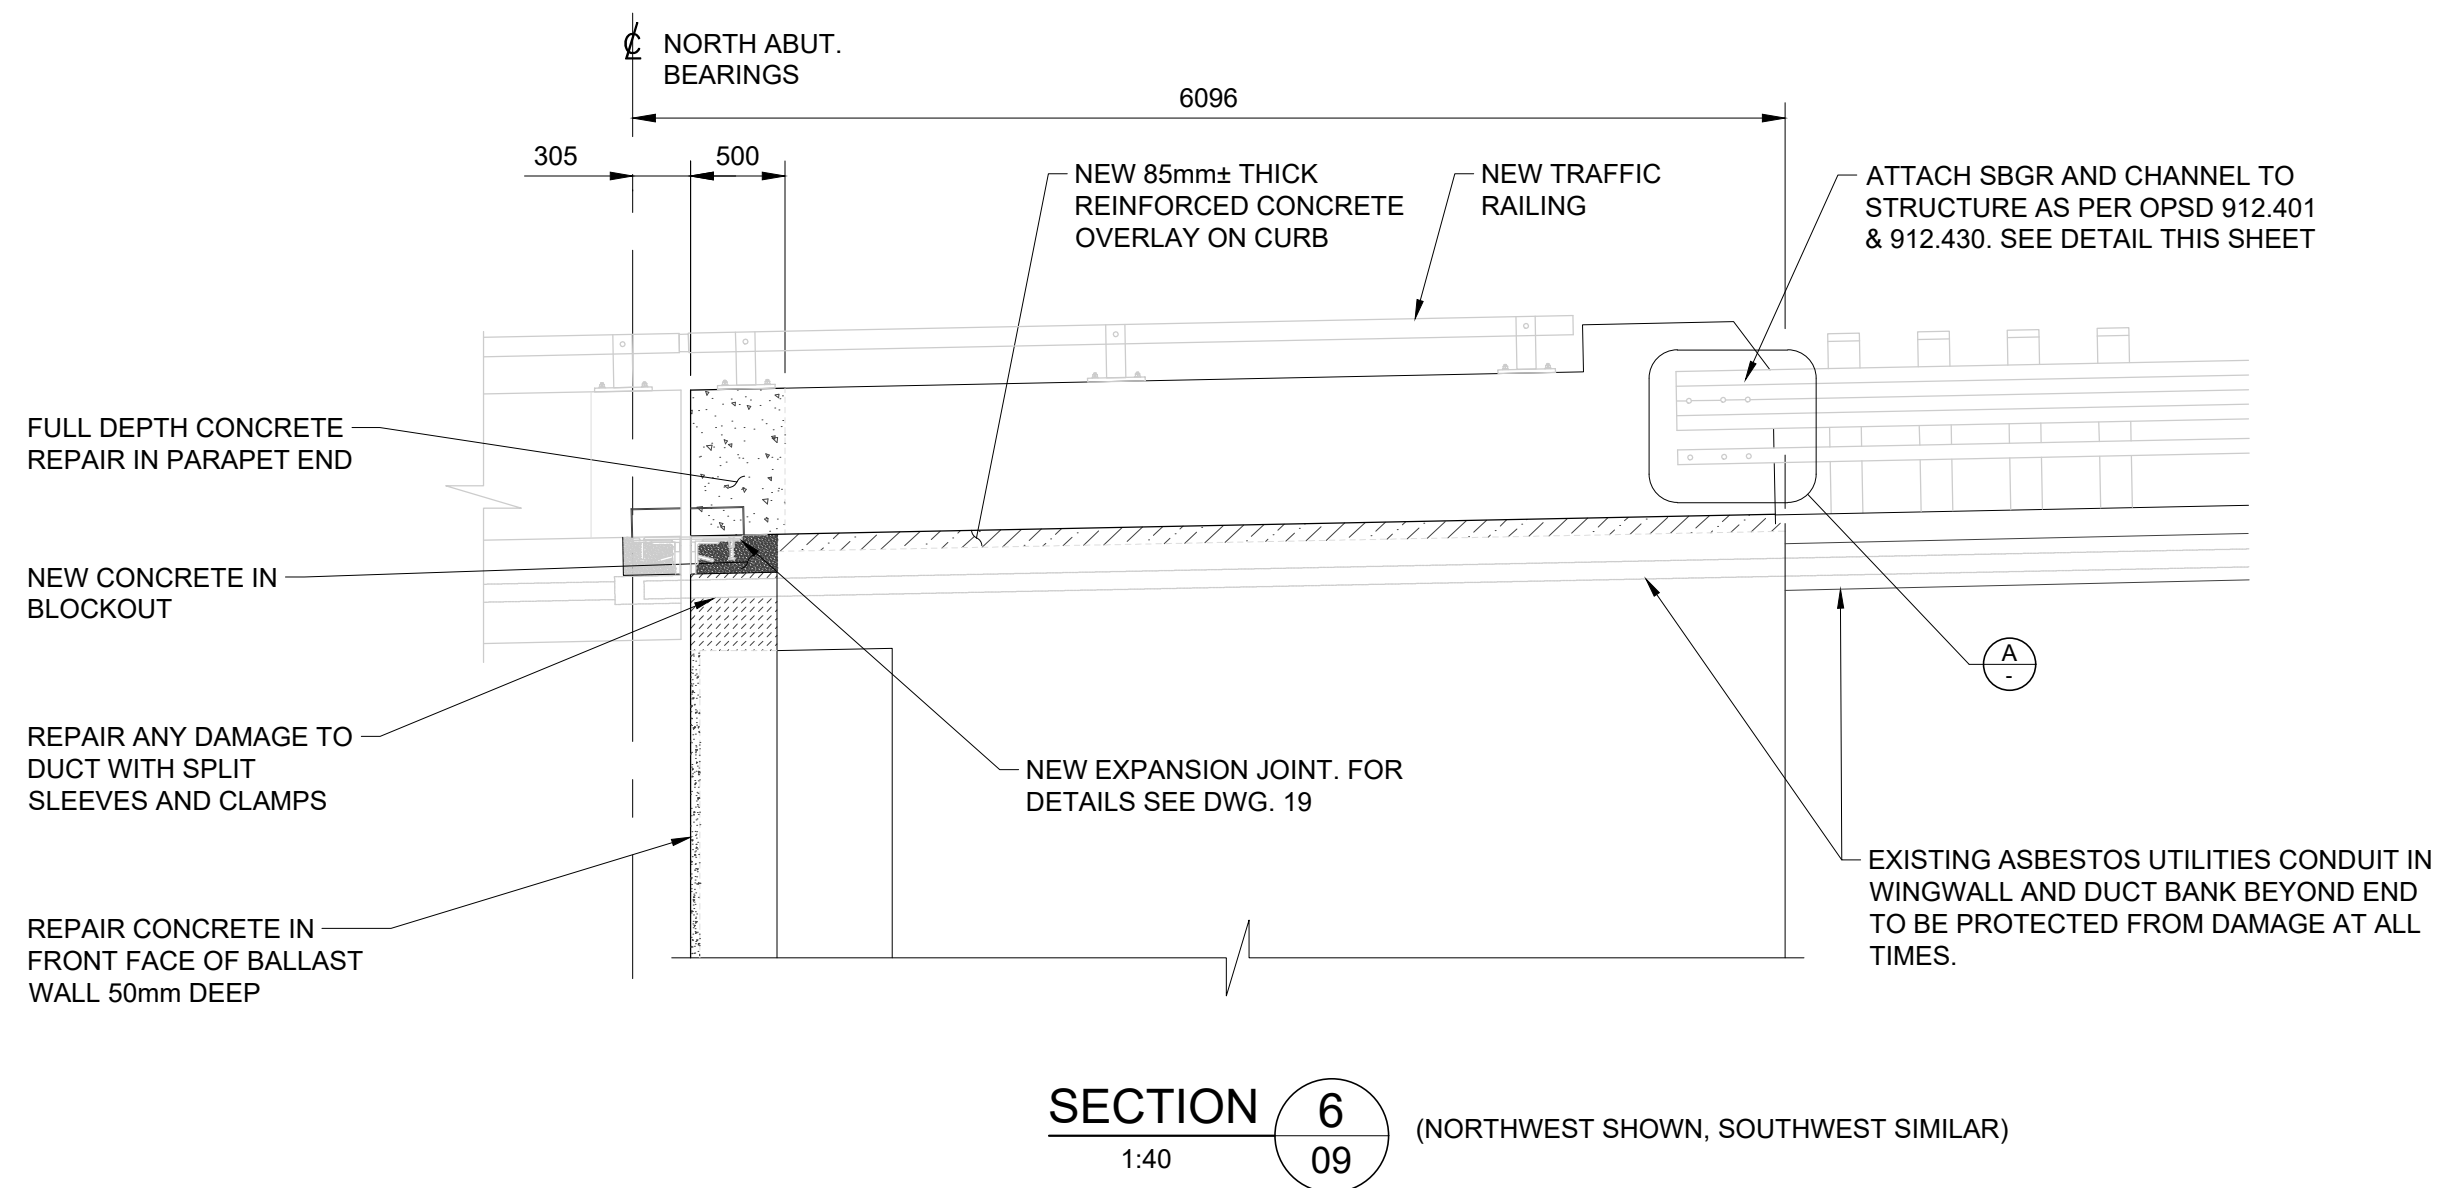 ℄ NORTH ABUT.
BEARINGS
6096
305
500
NEW 85mm± THICK
REINFORCED CONCRETE
OVERLAY ON CURB
NEW TRAFFIC
RAILING
ATTACH SBGR AND CHANNEL TO
STRUCTURE AS PER OPSD 912.401
& 912.430. SEE DETAIL THIS SHEET
FULL DEPTH CONCRETE
REPAIR IN PARAPET END
NEW CONCRETE IN
BLOCKOUT
A
-
REPAIR ANY DAMAGE TO
DUCT WITH SPLIT
SLEEVES AND CLAMPS
NEW EXPANSION JOINT. FOR
DETAILS SEE DWG. 19
EXISTING ASBESTOS UTILITIES CONDUIT IN
WINGWALL AND DUCT BANK BEYOND END
TO BE PROTECTED FROM DAMAGE AT ALL
TIMES.
REPAIR CONCRETE IN
FRONT FACE OF BALLAST
WALL 50mm DEEP
SECTION
1:40
6
09
(NORTHWEST SHOWN, SOUTHWEST SIMILAR)